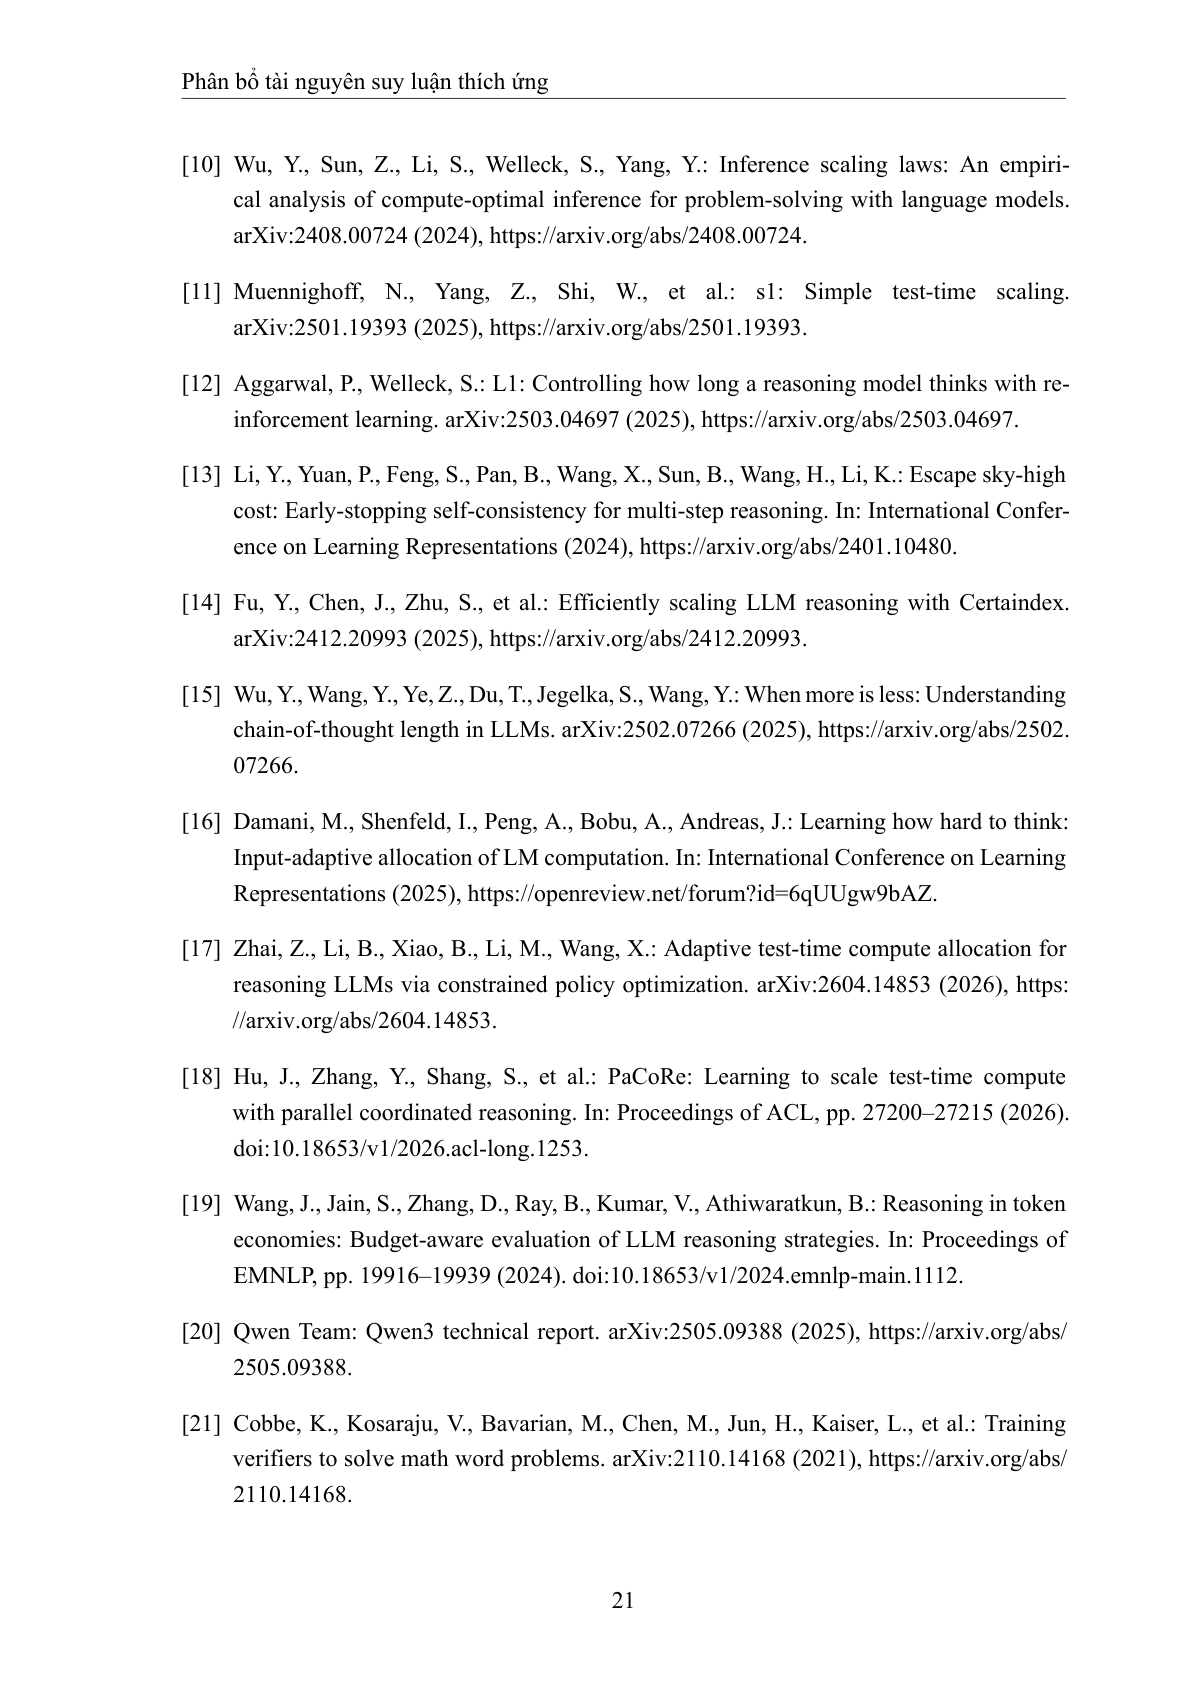 Phân bổ tài nguyên suy luận thích ứng
[10] Wu, Y., Sun, Z., Li, S., Welleck, S., Yang, Y.: Inference scaling laws: An empiri-
cal analysis of compute-optimal inference for problem-solving with language models.
arXiv:2408.00724 (2024), https://arxiv.org/abs/2408.00724.
[11] Muennighoff, N., Yang, Z., Shi, W., et al.: s1: Simple test-time scaling.
arXiv:2501.19393 (2025), https://arxiv.org/abs/2501.19393.
[12] Aggarwal, P., Welleck, S.: L1: Controlling how long a reasoning model thinks with re-
inforcement learning. arXiv:2503.04697 (2025), https://arxiv.org/abs/2503.04697.
[13] Li, Y., Yuan, P., Feng, S., Pan, B., Wang, X., Sun, B., Wang, H., Li, K.: Escape sky-high
cost: Early-stopping self-consistency for multi-step reasoning. In: International Confer-
ence on Learning Representations (2024), https://arxiv.org/abs/2401.10480.
[14] Fu, Y., Chen, J., Zhu, S., et al.: Efficiently scaling LLM reasoning with Certaindex.
arXiv:2412.20993 (2025), https://arxiv.org/abs/2412.20993.
[15] Wu, Y., Wang, Y., Ye, Z., Du, T., Jegelka, S., Wang, Y.: When more is less: Understanding
chain-of-thought length in LLMs. arXiv:2502.07266 (2025), https://arxiv.org/abs/2502.
07266.
[16] Damani, M., Shenfeld, I., Peng, A., Bobu, A., Andreas, J.: Learning how hard to think:
Input-adaptive allocation of LM computation. In: International Conference on Learning
Representations (2025), https://openreview.net/forum?id=6qUUgw9bAZ.
[17] Zhai, Z., Li, B., Xiao, B., Li, M., Wang, X.: Adaptive test-time compute allocation for
reasoning LLMs via constrained policy optimization. arXiv:2604.14853 (2026), https:
//arxiv.org/abs/2604.14853.
[18] Hu, J., Zhang, Y., Shang, S., et al.: PaCoRe: Learning to scale test-time compute
with parallel coordinated reasoning. In: Proceedings of ACL, pp. 27200–27215 (2026).
doi:10.18653/v1/2026.acl-long.1253.
[19] Wang, J., Jain, S., Zhang, D., Ray, B., Kumar, V., Athiwaratkun, B.: Reasoning in token
economies: Budget-aware evaluation of LLM reasoning strategies. In: Proceedings of
EMNLP, pp. 19916–19939 (2024). doi:10.18653/v1/2024.emnlp-main.1112.
[20] Qwen Team: Qwen3 technical report. arXiv:2505.09388 (2025), https://arxiv.org/abs/
2505.09388.
[21] Cobbe, K., Kosaraju, V., Bavarian, M., Chen, M., Jun, H., Kaiser, L., et al.: Training
verifiers to solve math word problems. arXiv:2110.14168 (2021), https://arxiv.org/abs/
2110.14168.
21